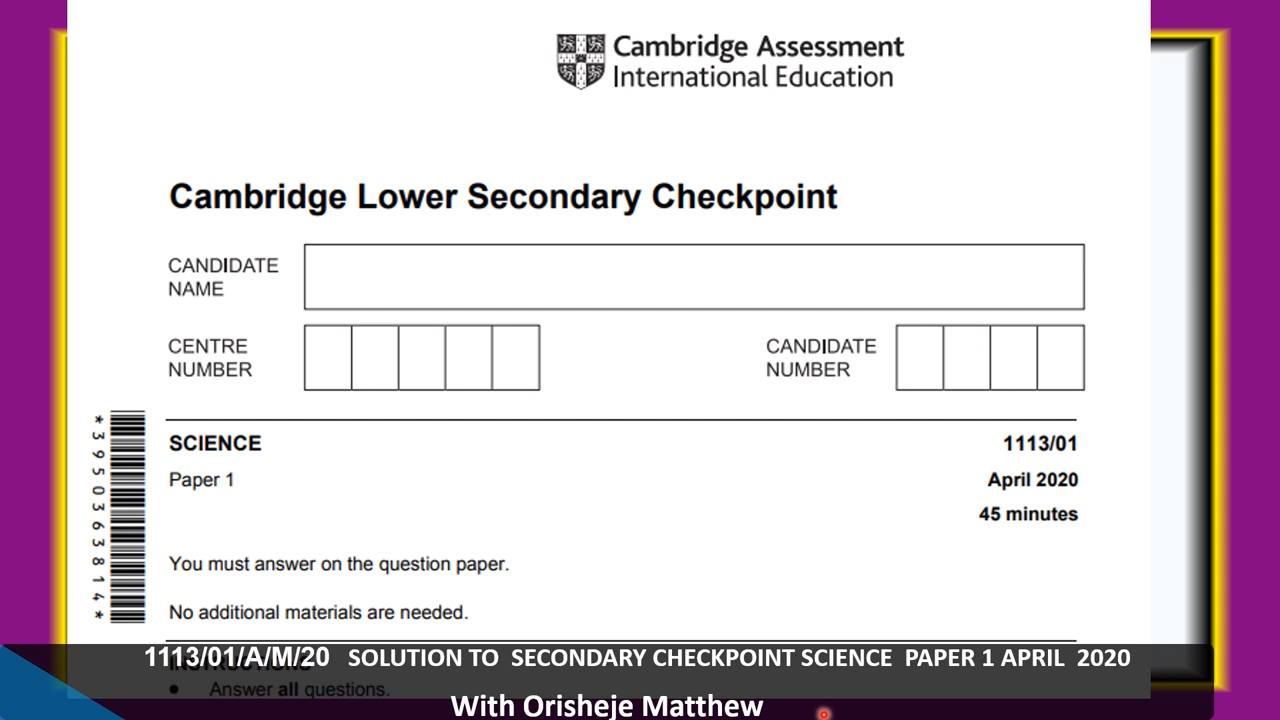 Cambridge Assessment
International Education
Cambridge Lower Secondary Checkpoint
CANDIDATE
NAME
CENTRE
NUMBER
CANDIDATE
NUMBER
*3950363814*
SCIENCE 1113/01
Paper 1 April 2020
45 minutes
You must answer on the question paper.
No additional materials are needed.
INSTRUCTIONS
1113/01/A/M/20 SOLUTION TO SECONDARY CHECKPOINT SCIENCE PAPER 1 APRIL 2020
• Answer all questions.
With Orisheje Matthew